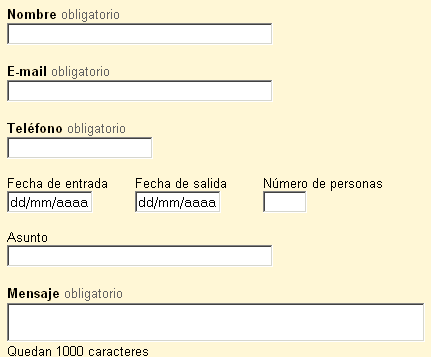 Nombre obligatorio
E-mail obligatorio
Teléfono obligatorio
Fecha de entrada Fecha de salida Número de personas
dd/mm/aaaa dd/mm/aaaa
Asunto
Mensaje obligatorio
Quedan 1000 caracteres